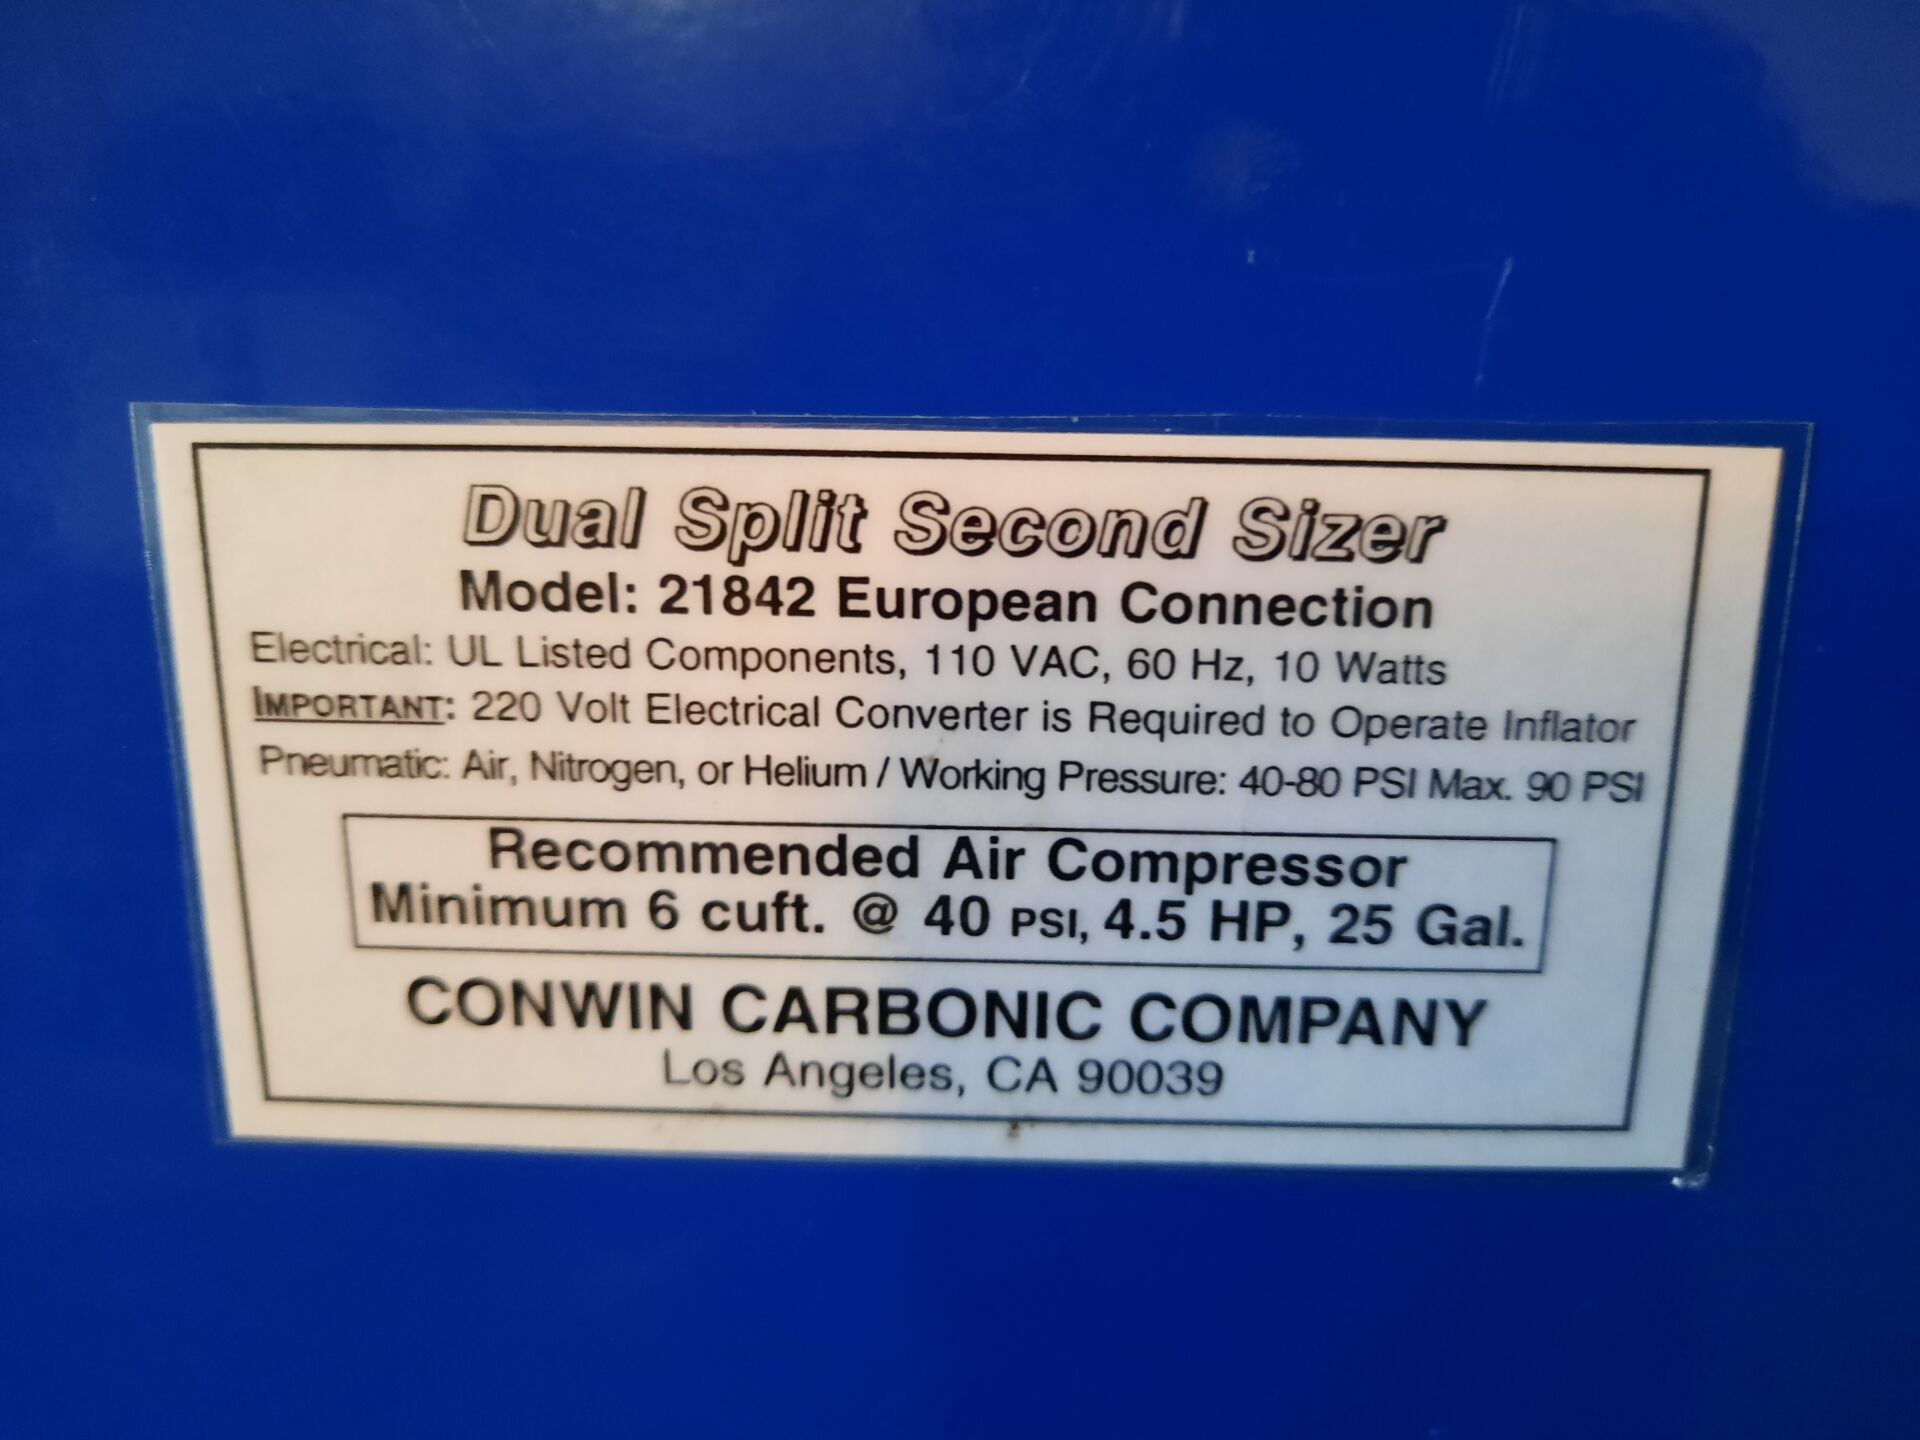 Dual Split Second Sizer
Model: 21842 European Connection
Electrical: UL Listed Components, 110 VAC, 60 Hz, 10 Watts
IMPORTANT: 220 Volt Electrical Converter is Required to Operate Inflator
Pneumatic: Air, Nitrogen, or Helium / Working Pressure: 40-80 PSI Max. 90 PSI
Recommended Air Compressor
Minimum 6 cuft. @ 40 PSI, 4.5 HP, 25 Gal.
CONWIN CARBONIC COMPANY
Los Angeles, CA 90039